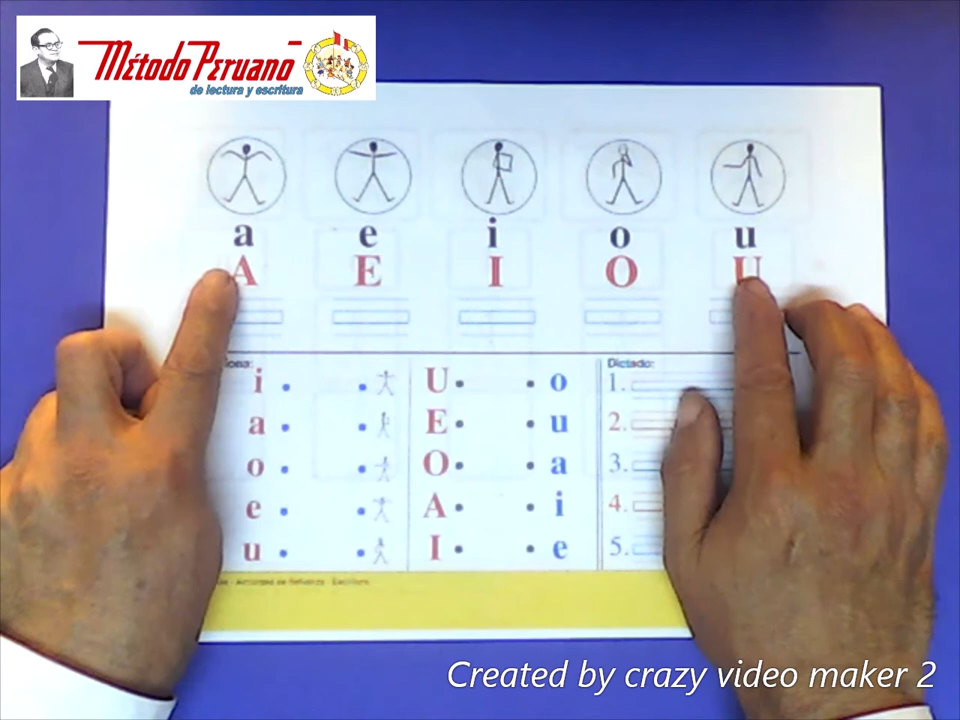 Método Peruano
de lectura y escritura
a e i o u
A E I O U
Dictado:
i U o 1.
a E u 2.
o O a 3.
e A i 4.
u I e 5.
Created by crazy video maker 2